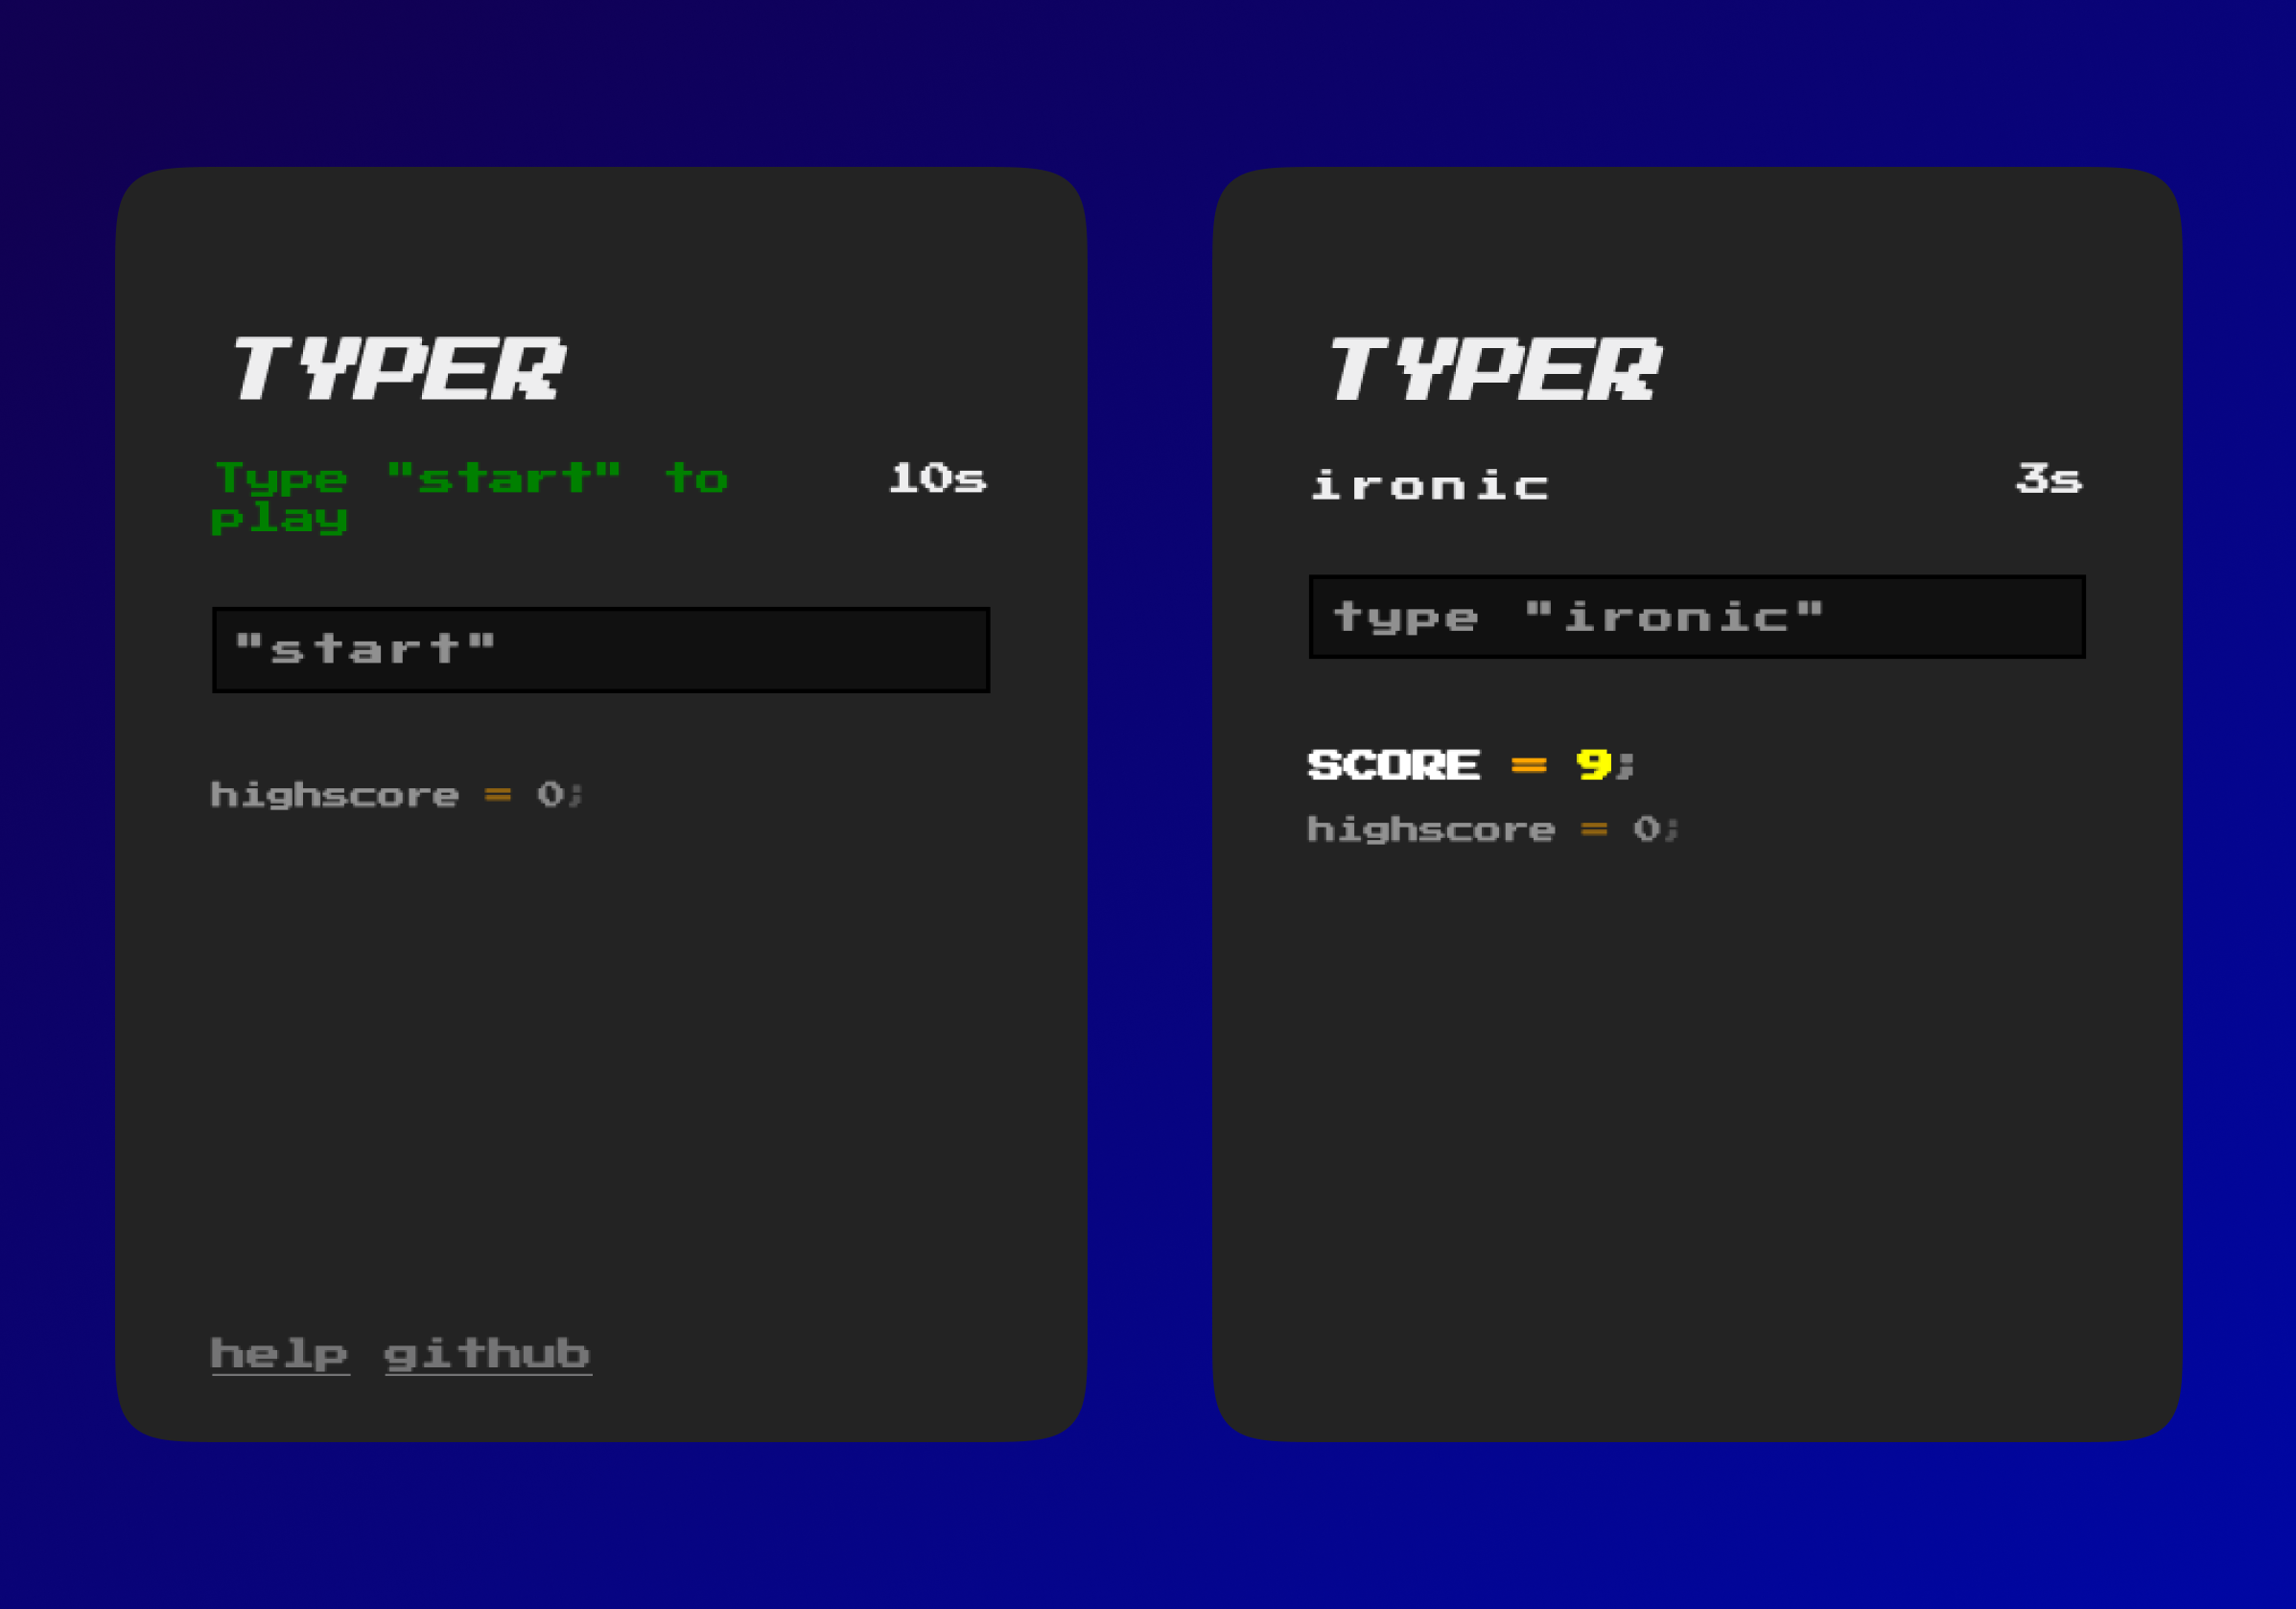 TYPER
Type "start" to 10s
play
"start"
highscore = 0;
help github
TYPER
ironic 3s
type "ironic"
SCORE = 9;
highscore = 0;